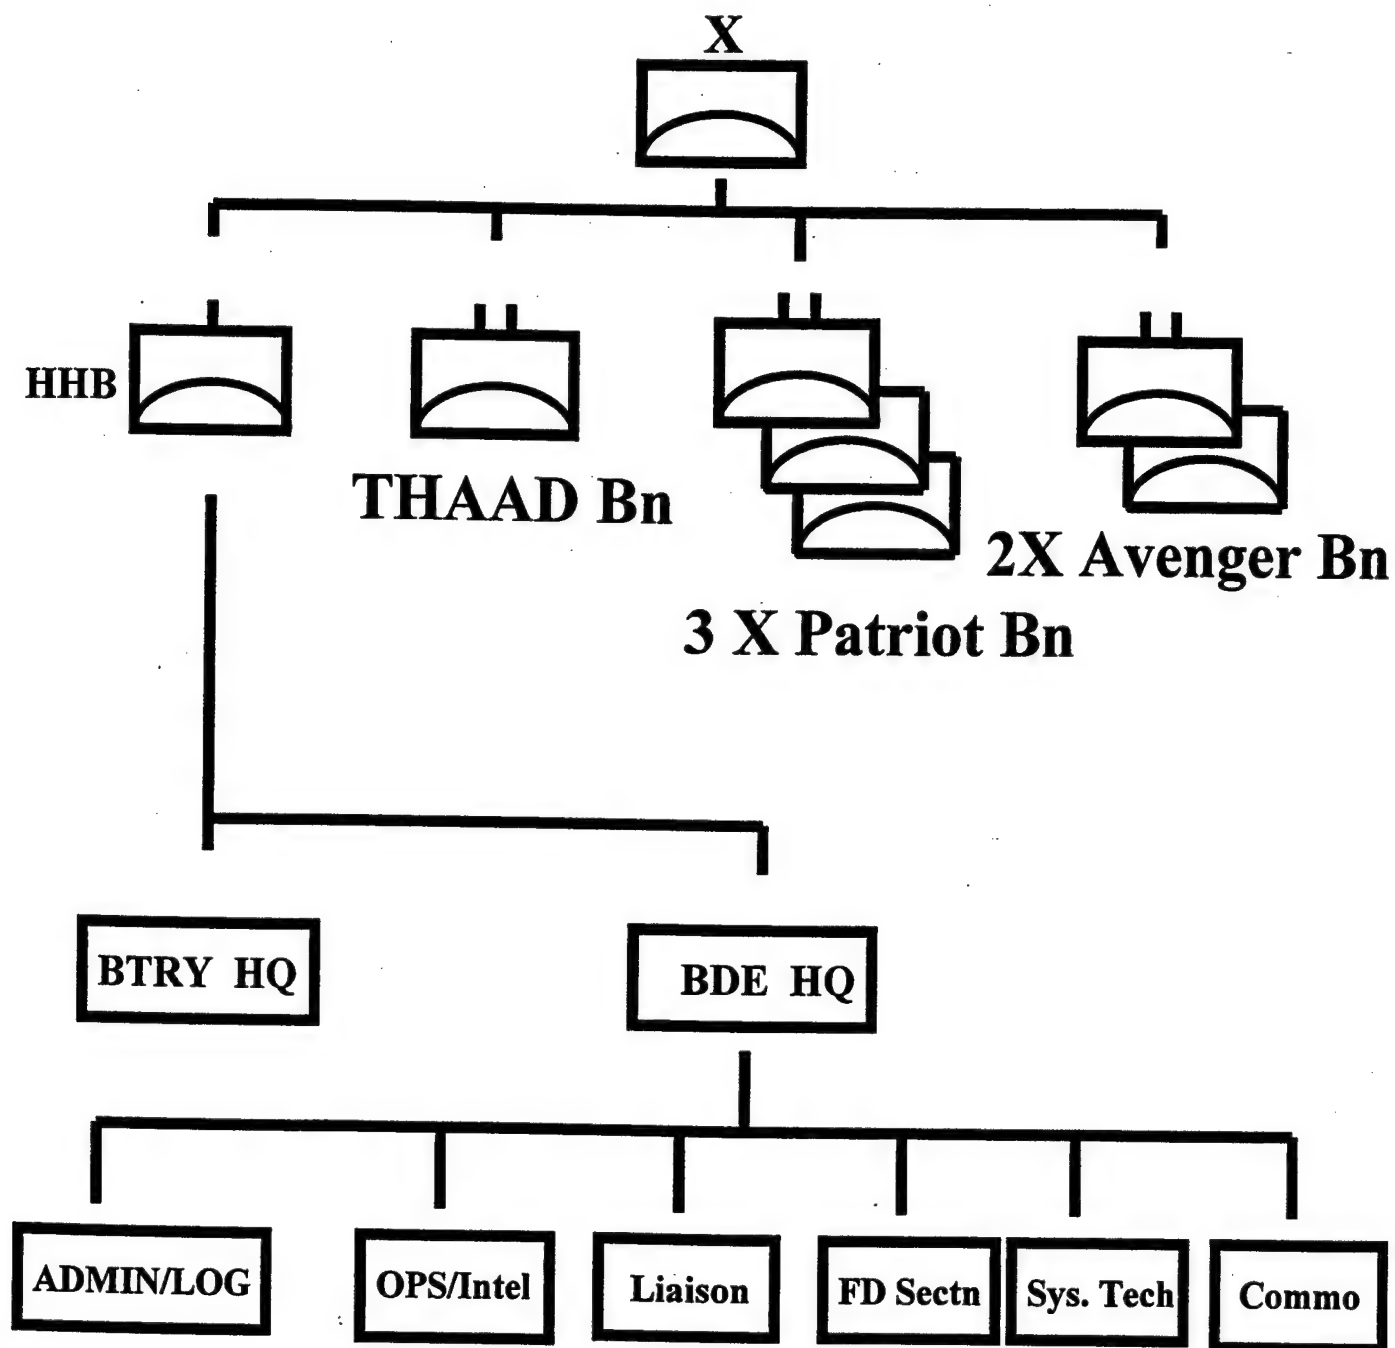 X
HHB
THAAD Bn
2X Avenger Bn
3 X Patriot Bn
BTRY HQ
BDE HQ
ADMIN/LOG
OPS/Intel
Liaison
FD Sectn
Sys. Tech
Commo